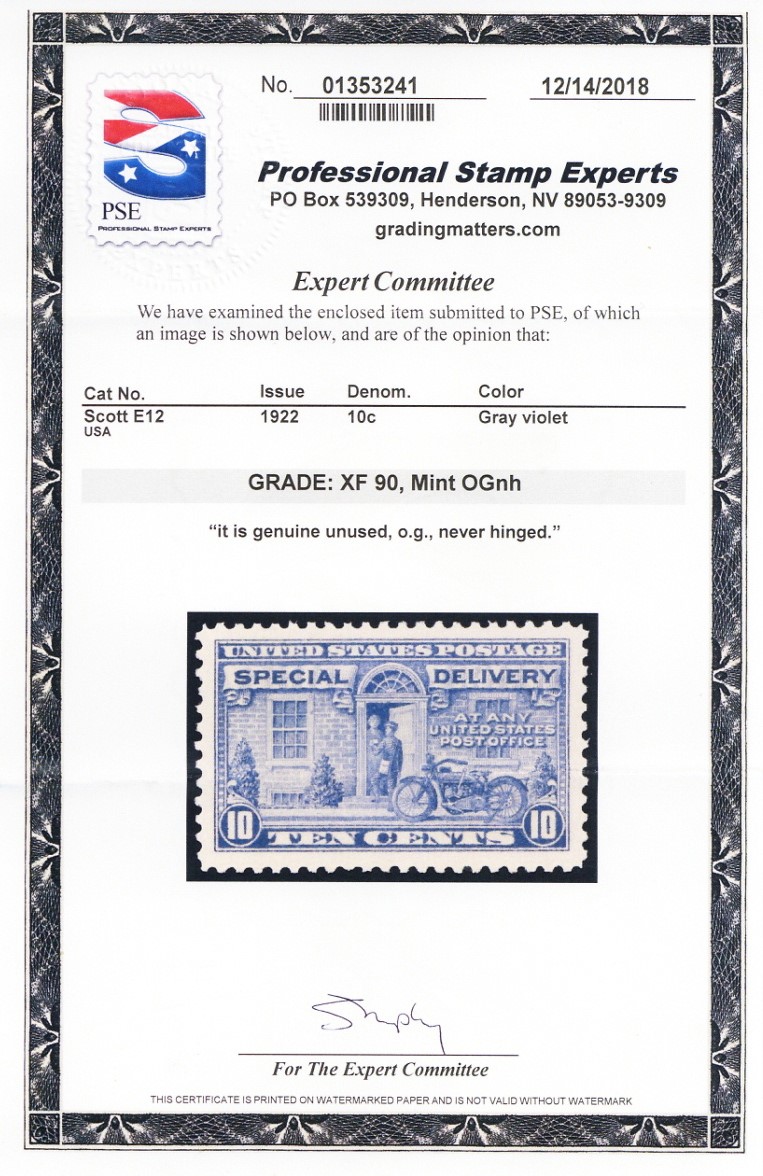 No. 01353241 12/14/2018
PSE
PROFESSIONAL STAMP EXPERTS
Professional Stamp Experts
PO Box 539309, Henderson, NV 89053-9309
gradingmatters.com
Expert Committee
We have examined the enclosed item submitted to PSE, of which
an image is shown below, and are of the opinion that:
Cat No. Issue Denom. Color
Scott E12 1922 10c Gray violet
USA
GRADE: XF 90, Mint OGnh
“it is genuine unused, o.g., never hinged.”
UNITED STATES POSTAGE
SPECIAL DELIVERY
AT ANY
UNITED STATES
POST OFFICE
10 TEN CENTS 10
For The Expert Committee
THIS CERTIFICATE IS PRINTED ON WATERMARKED PAPER AND IS NOT VALID WITHOUT WATERMARK